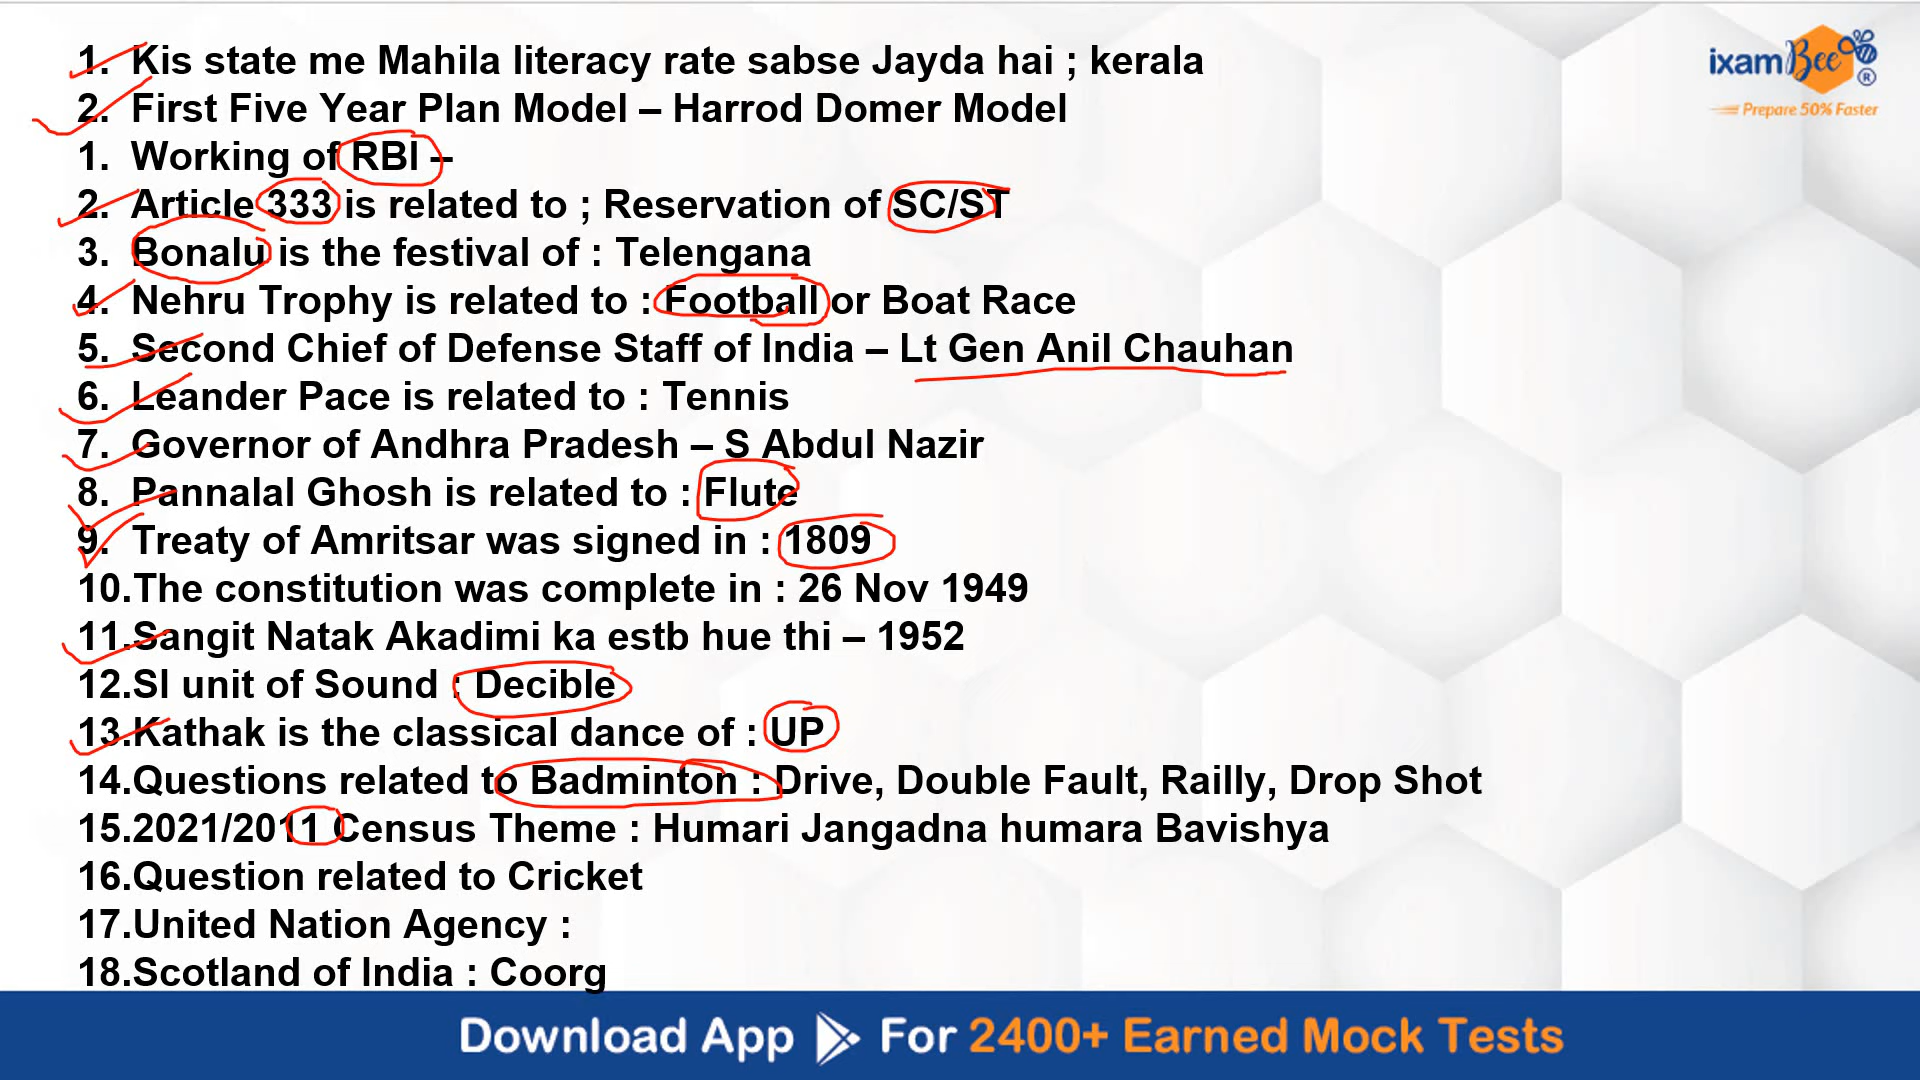 1. Kis state me Mahila literacy rate sabse Jayda hai ; kerala
2. First Five Year Plan Model – Harrod Domer Model
1. Working of RBI –
2. Article 333 is related to ; Reservation of SC/ST
3. Bonalu is the festival of : Telengana
4. Nehru Trophy is related to : Football or Boat Race
5. Second Chief of Defense Staff of India – Lt Gen Anil Chauhan
6. Leander Pace is related to : Tennis
7. Governor of Andhra Pradesh – S Abdul Nazir
8. Pannalal Ghosh is related to : Flute
9. Treaty of Amritsar was signed in : 1809
10.The constitution was complete in : 26 Nov 1949
11.Sangit Natak Akadimi ka estb hue thi – 1952
12.SI unit of Sound : Decible
13.Kathak is the classical dance of : UP
14.Questions related to Badminton : Drive, Double Fault, Railly, Drop Shot
15.2021/2011 Census Theme : Humari Jangadna humara Bavishya
16.Question related to Cricket
17.United Nation Agency :
18.Scotland of India : Coorg
ixamBee ®
Prepare 50% Faster
Download App For 2400+ Earned Mock Tests